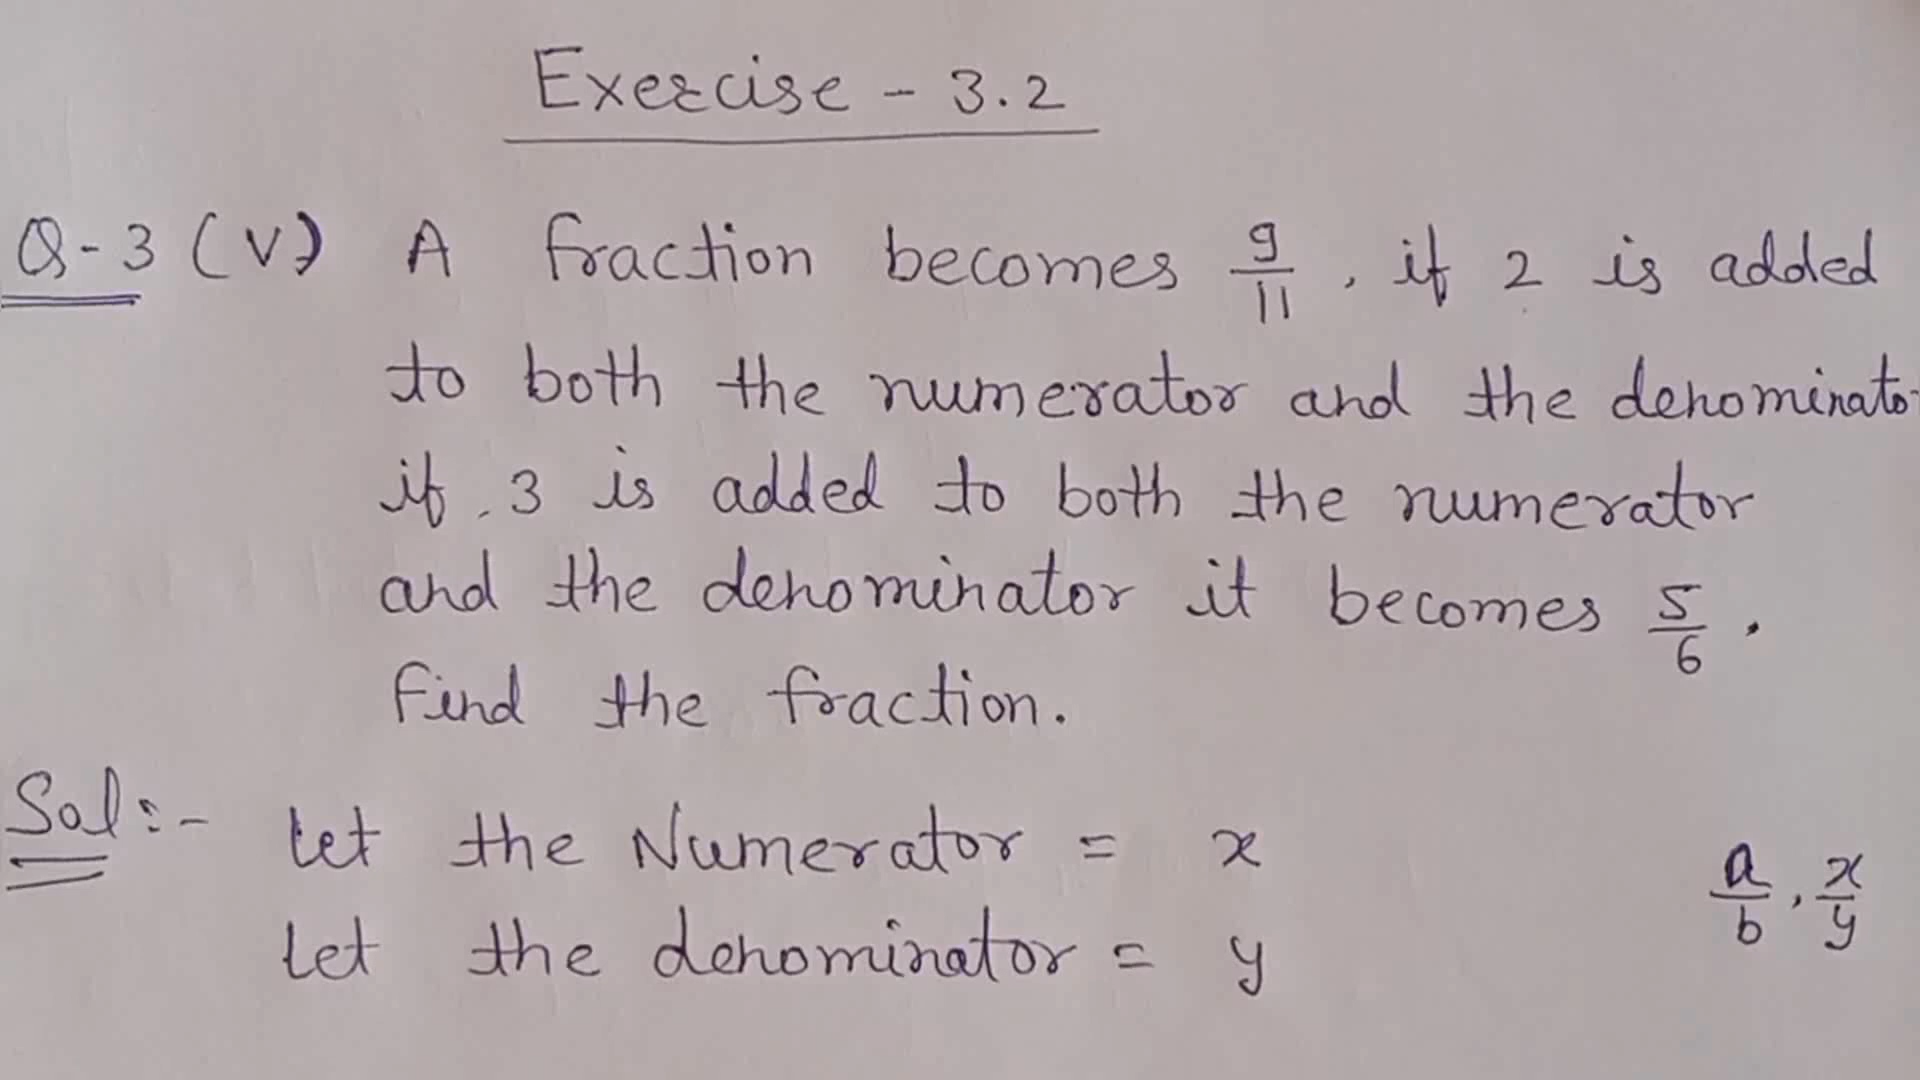 Exercise - 3.2
Q-3 (V) A fraction becomes 9/11, if 2 is added
to both the numerator and the denominato
if, 3 is added to both the numerator
and the denominator it becomes 5/6.
Find the fraction.
Sol:- Let the Numerator = x
Let the denominator = y
a/b, x/y